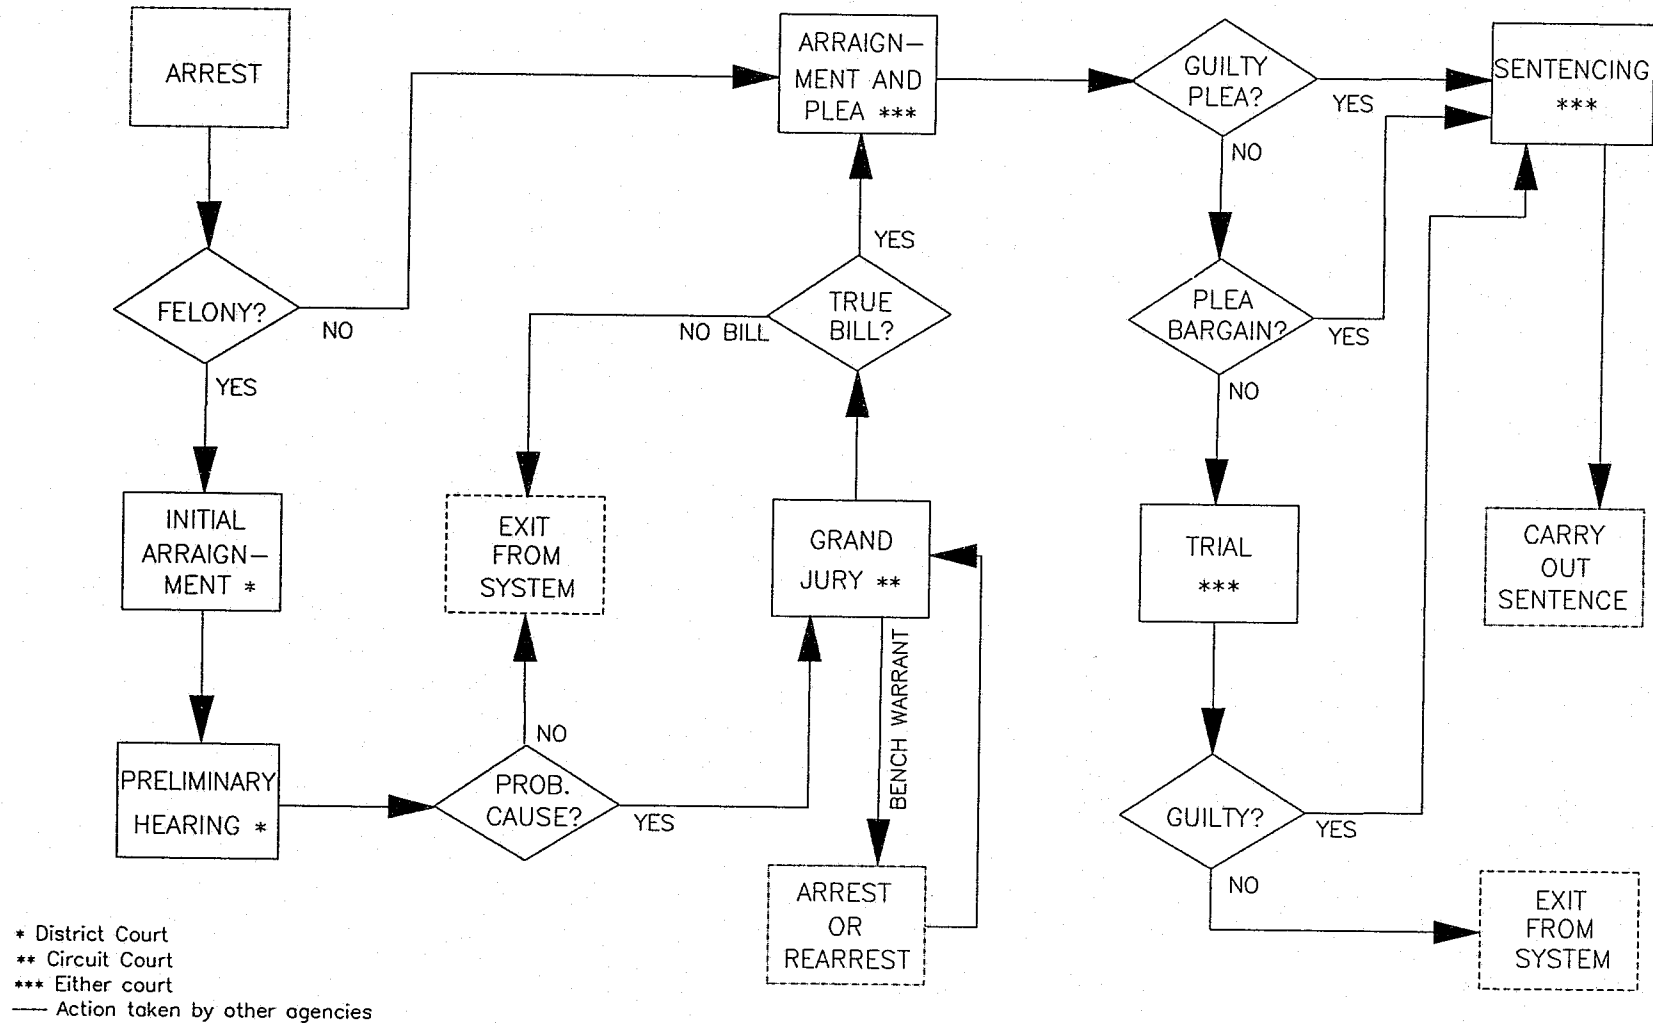 ARREST
FELONY?
NO
YES
INITIAL
ARRAIGN—
MENT *
PRELIMINARY
HEARING *
PROB.
CAUSE?
NO
YES
EXIT
FROM
SYSTEM
NO BILL
TRUE
BILL?
YES
GRAND
JURY **
BENCH WARRANT
ARREST
OR
REARREST
ARRAIGN—
MENT AND
PLEA ***
GUILTY
PLEA?
YES
NO
PLEA
BARGAIN?
YES
NO
TRIAL
***
GUILTY?
YES
NO
SENTENCING
***
CARRY
OUT
SENTENCE
EXIT
FROM
SYSTEM
* District Court
** Circuit Court
*** Either court
—— Action taken by other agencies